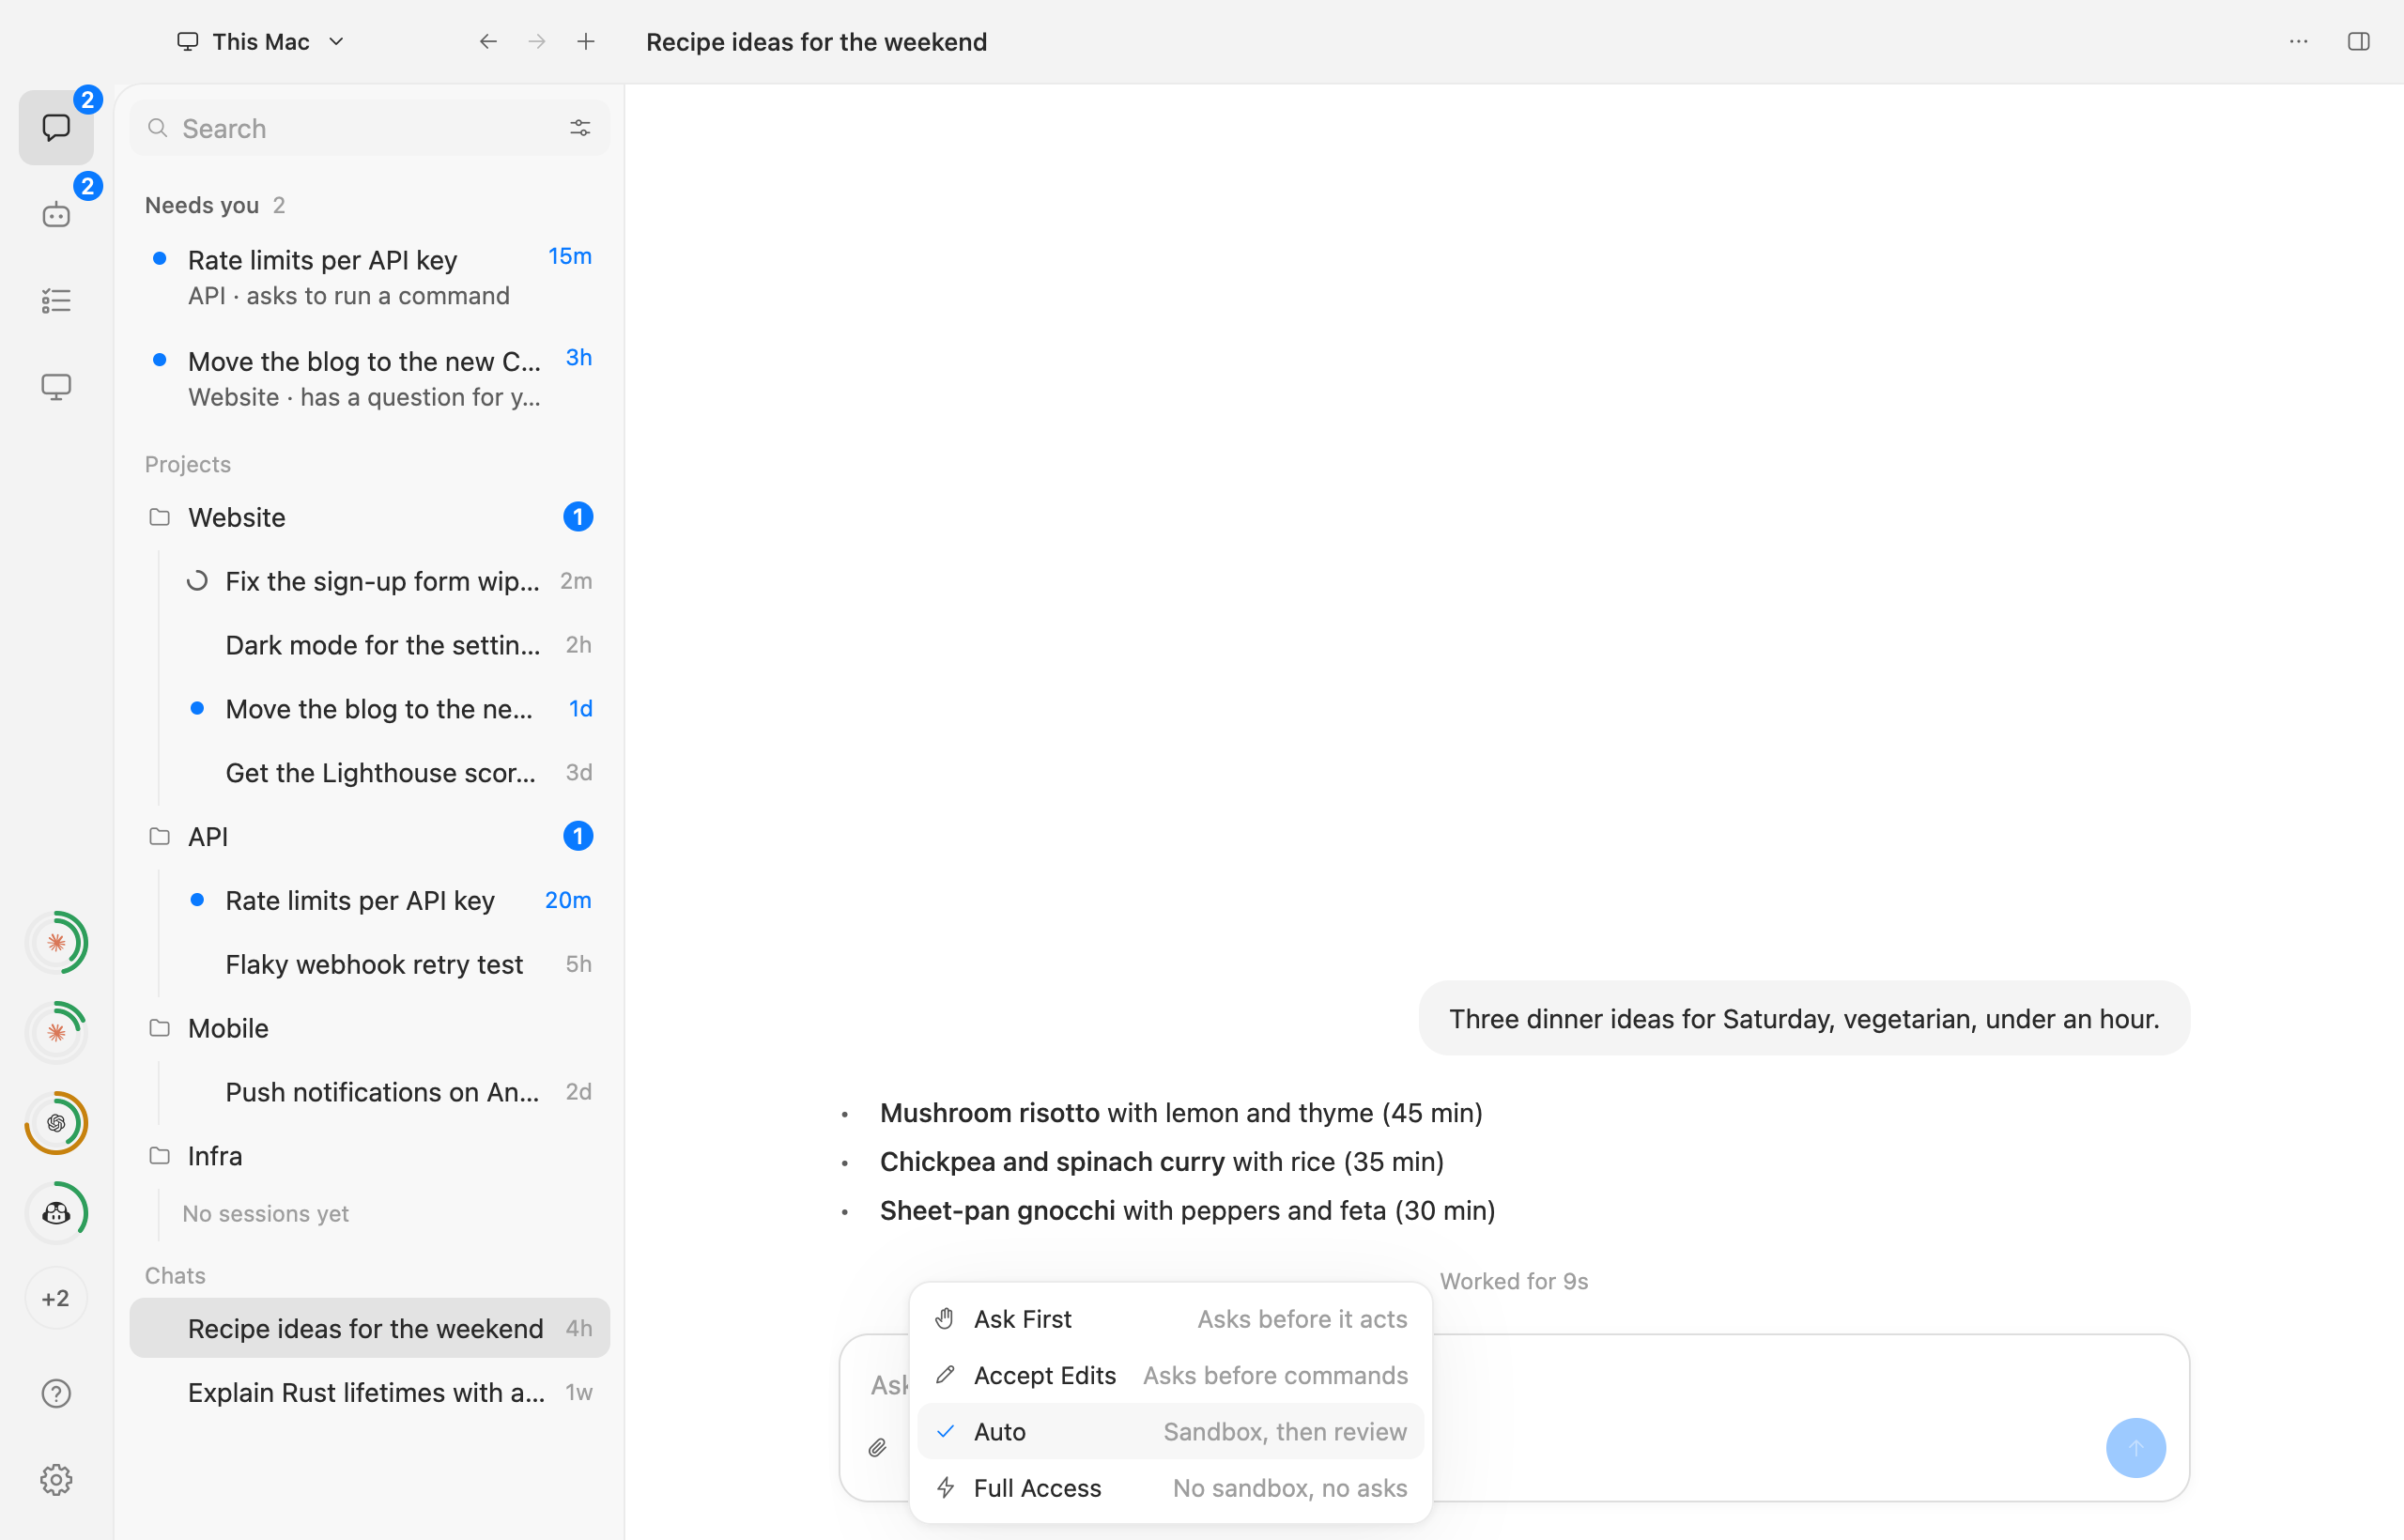 This Mac
Recipe ideas for the weekend
2
2
Search
Needs you 2
Rate limits per API key 15m
API · asks to run a command
Move the blog to the new C... 3h
Website · has a question for y...
Projects
Website 1
Fix the sign-up form wip... 2m
Dark mode for the settin... 2h
Move the blog to the ne... 1d
Get the Lighthouse scor... 3d
API 1
Rate limits per API key 20m
Flaky webhook retry test 5h
Mobile
Push notifications on An... 2d
Infra
No sessions yet
Chats
Recipe ideas for the weekend 4h
Explain Rust lifetimes with a... 1w
+2
Three dinner ideas for Saturday, vegetarian, under an hour.
• Mushroom risotto with lemon and thyme (45 min)
• Chickpea and spinach curry with rice (35 min)
• Sheet-pan gnocchi with peppers and feta (30 min)
Worked for 9s
Ask First Asks before it acts
Accept Edits Asks before commands
Auto Sandbox, then review
Full Access No sandbox, no asks